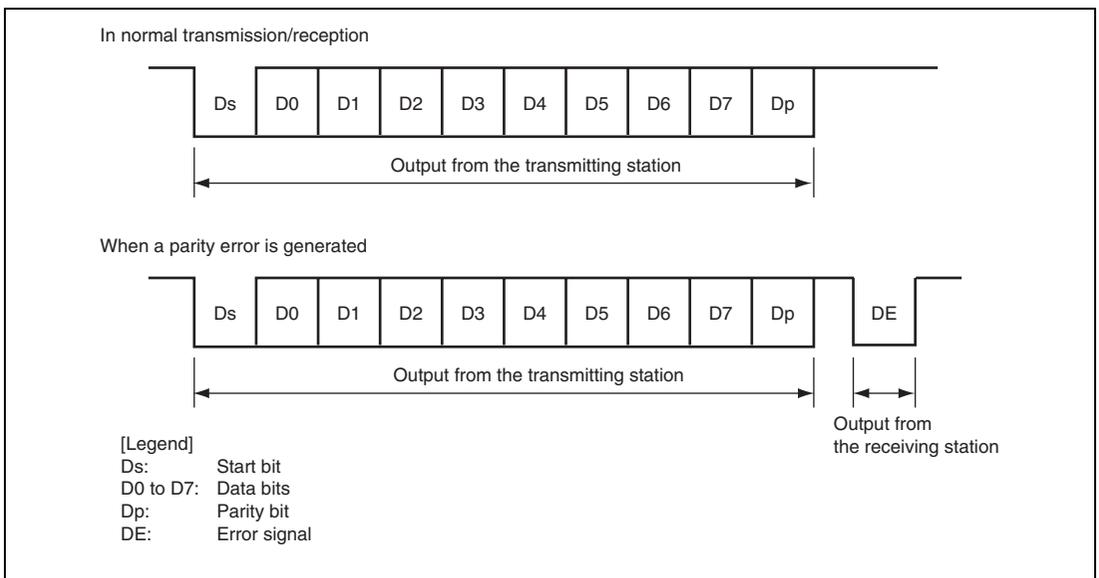 In normal transmission/reception
Ds D0 D1 D2 D3 D4 D5 D6 D7 Dp
Output from the transmitting station
When a parity error is generated
Ds D0 D1 D2 D3 D4 D5 D6 D7 Dp DE
Output from the transmitting station
Output from
the receiving station
[Legend]
Ds: Start bit
D0 to D7: Data bits
Dp: Parity bit
DE: Error signal